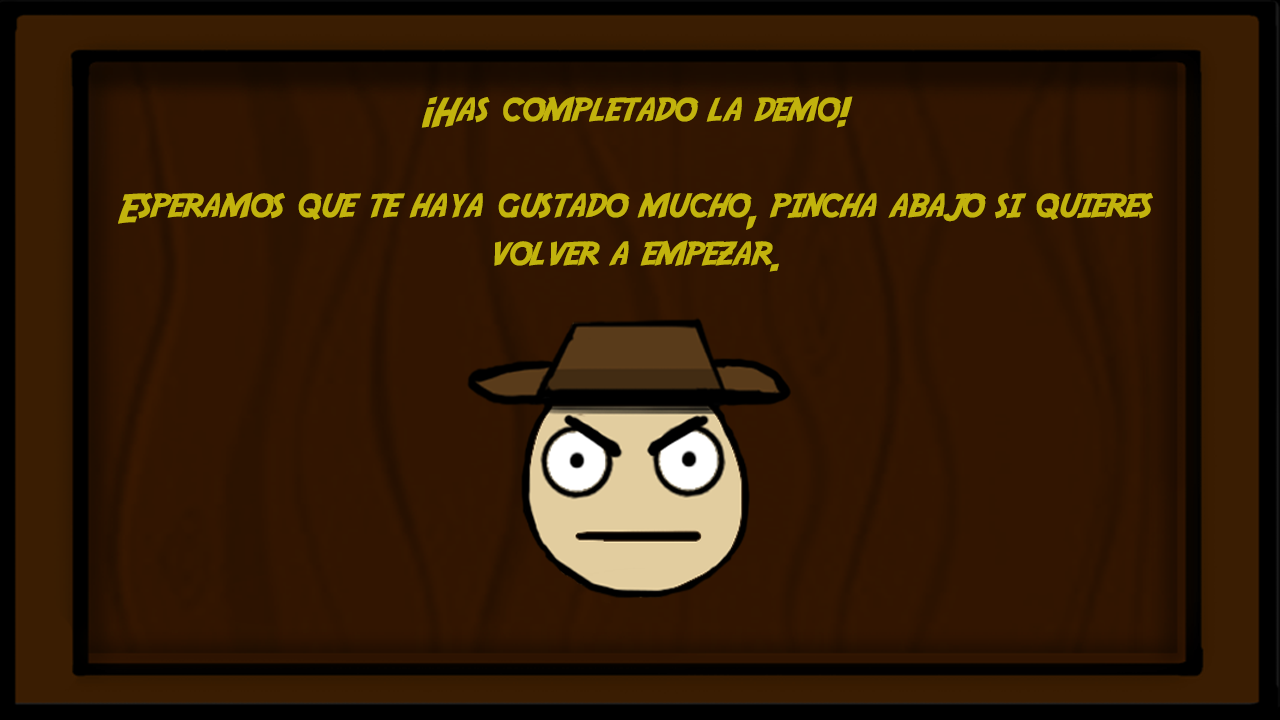 ¡Has completado la demo!
Esperamos que te haya gustado mucho, pincha abajo si quieres
volver a empezar.